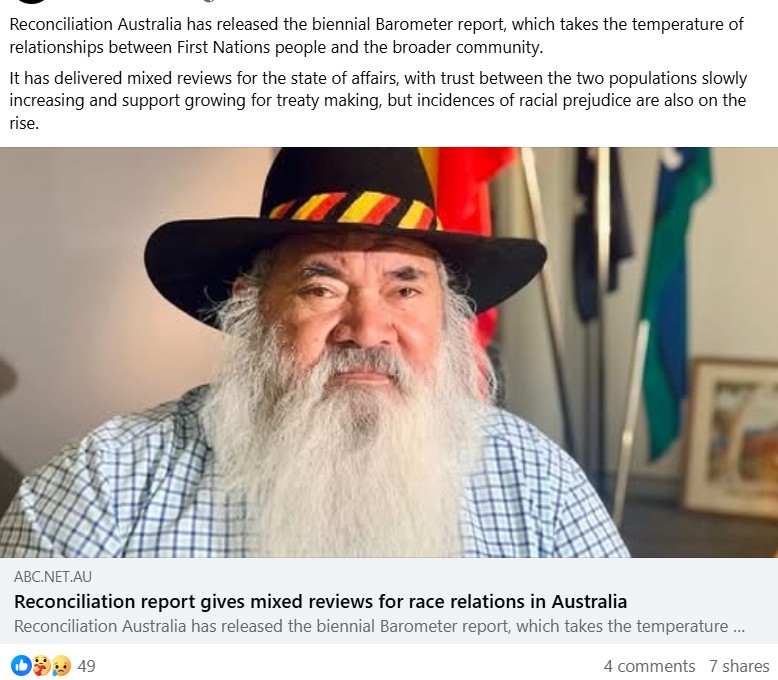 Reconciliation Australia has released the biennial Barometer report, which takes the temperature of
relationships between First Nations people and the broader community.
It has delivered mixed reviews for the state of affairs, with trust between the two populations slowly
increasing and support growing for treaty making, but incidences of racial prejudice are also on the
rise.
ABC.NET.AU
Reconciliation report gives mixed reviews for race relations in Australia
Reconciliation Australia has released the biennial Barometer report, which takes the temperature ...
49
4 comments 7 shares